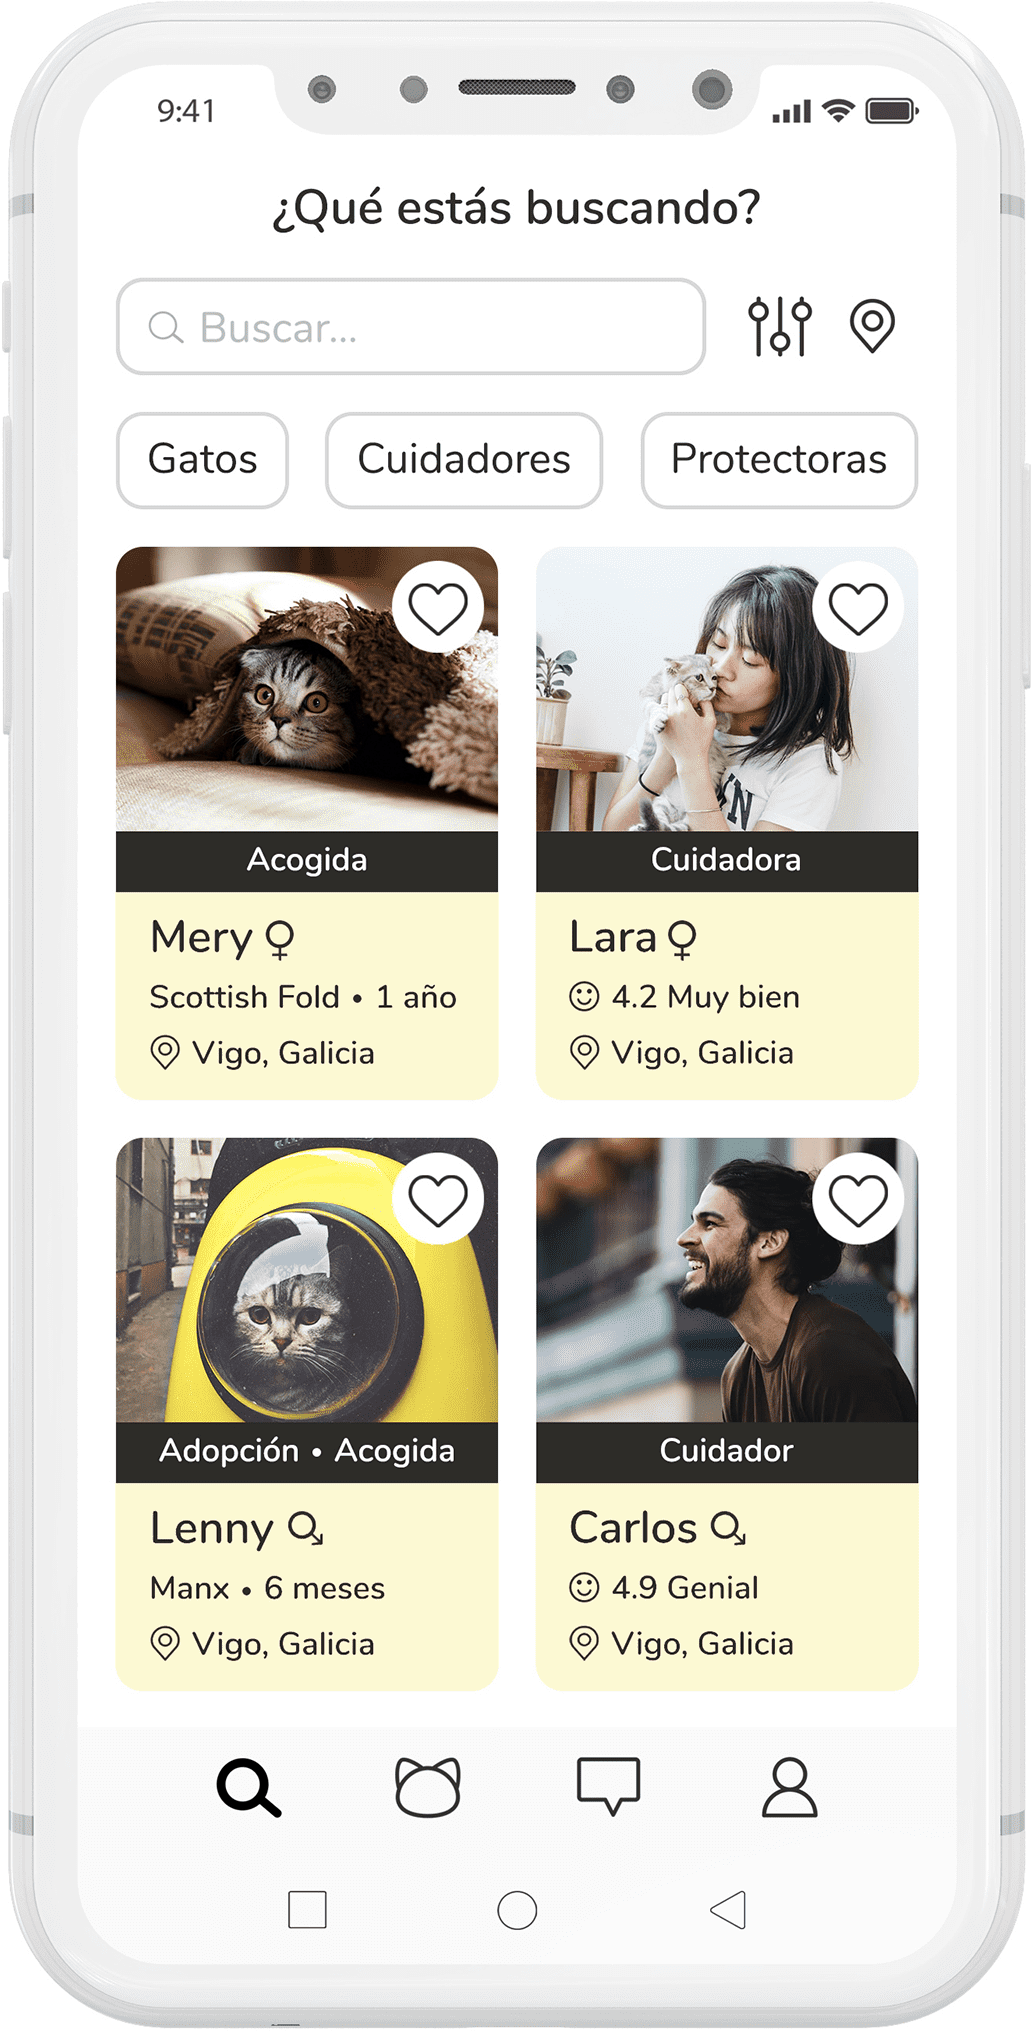 9:41
¿Qué estás buscando?
Buscar...
Gatos
Cuidadores
Protectoras
Acogida
Mery ♀
Scottish Fold • 1 año
Vigo, Galicia
Cuidadora
Lara ♀
4.2 Muy bien
Vigo, Galicia
Adopción • Acogida
Lenny
Manx • 6 meses
Vigo, Galicia
Cuidador
Carlos
4.9 Genial
Vigo, Galicia